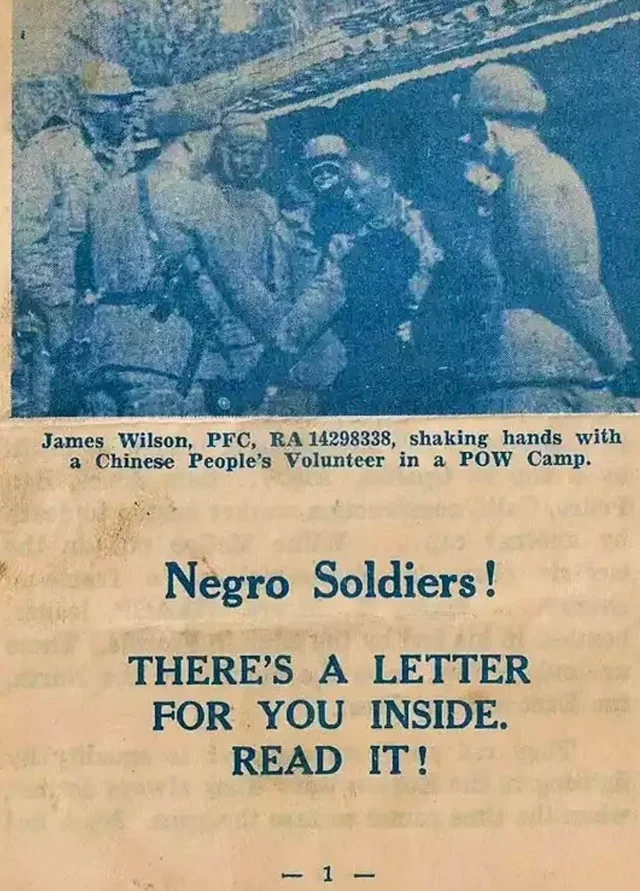 James Wilson, PFC, RA 14298338, shaking hands with
a Chinese People's Volunteer in a POW Camp.
Negro Soldiers!
THERE'S A LETTER
FOR YOU INSIDE.
READ IT!
— 1 —